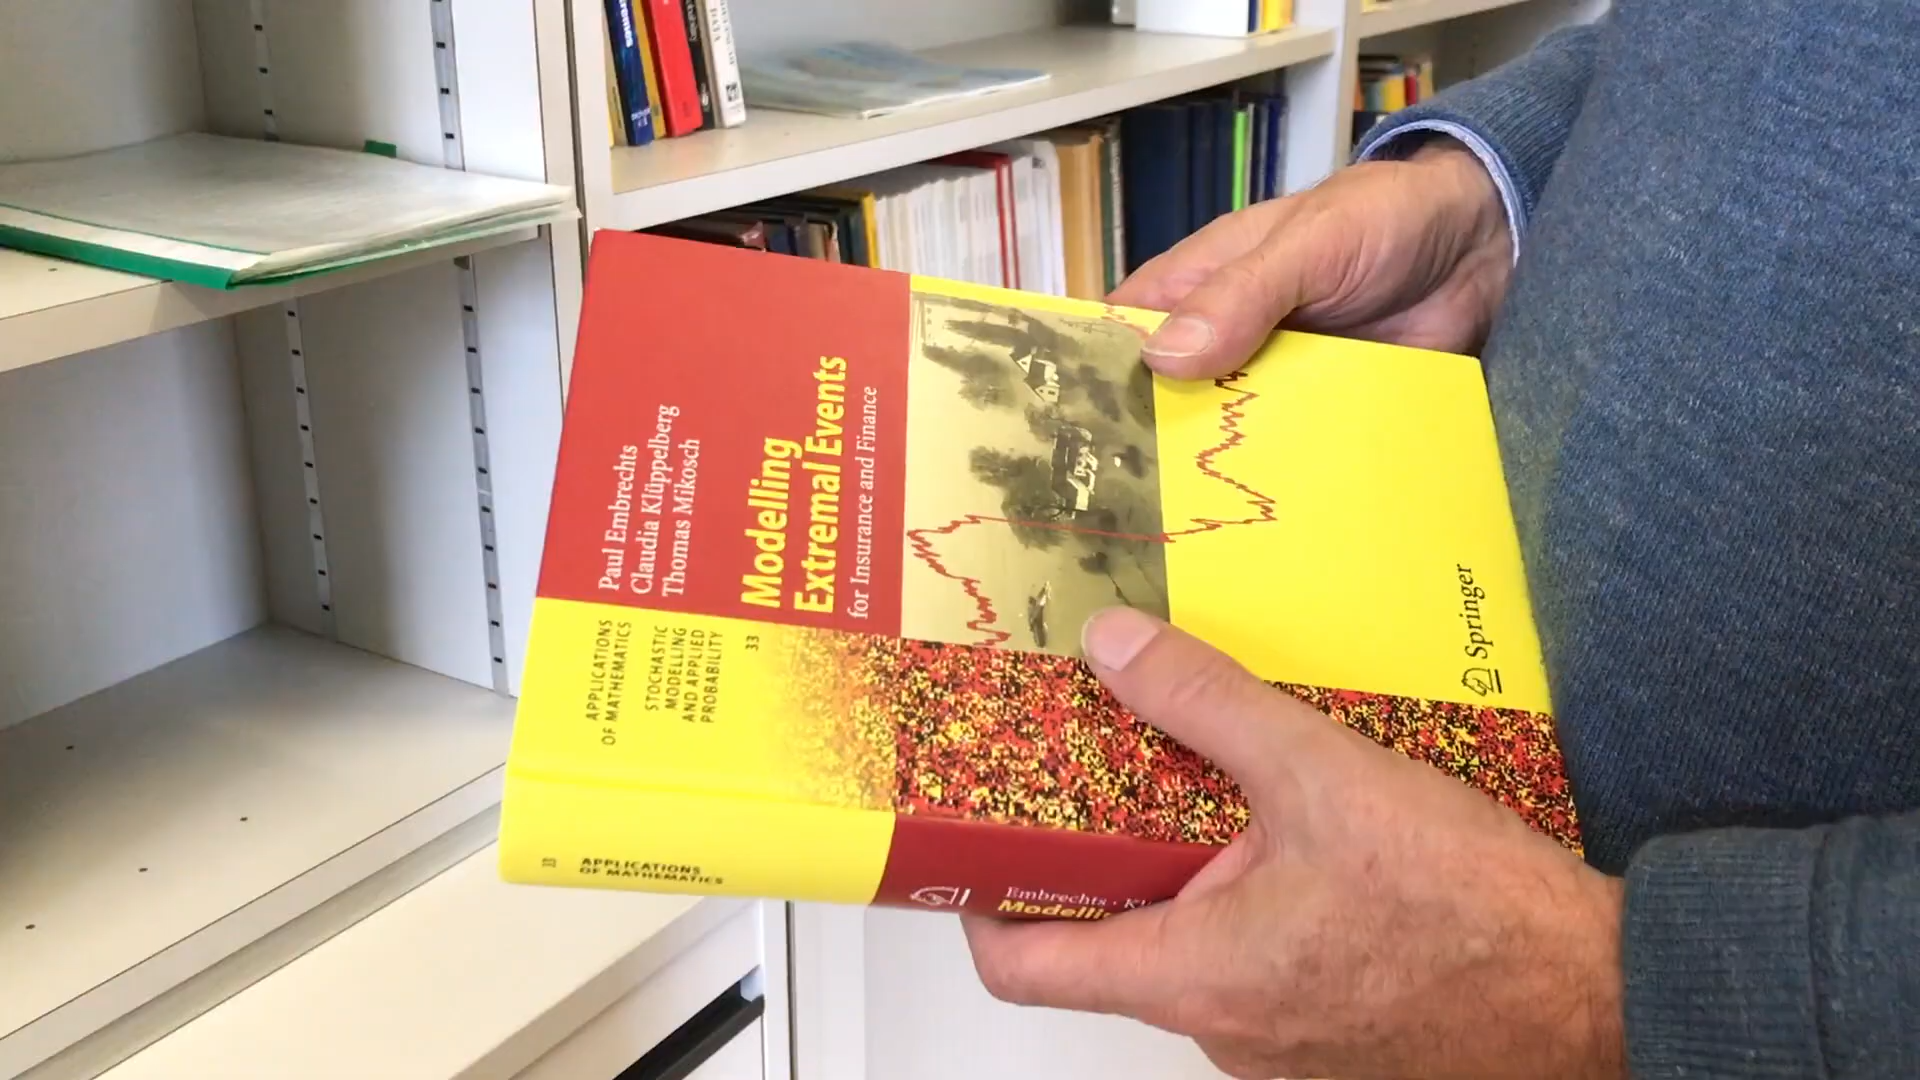 Paul Embrechts
Claudia Klüppelberg
Thomas Mikosch
Modelling
Extremal Events
for Insurance and Finance
APPLICATIONS
OF MATHEMATICS
STOCHASTIC
MODELLING
AND APPLIED
PROBABILITY
33
Springer
33
APPLICATIONS
OF MATHEMATICS
Embrechts ·